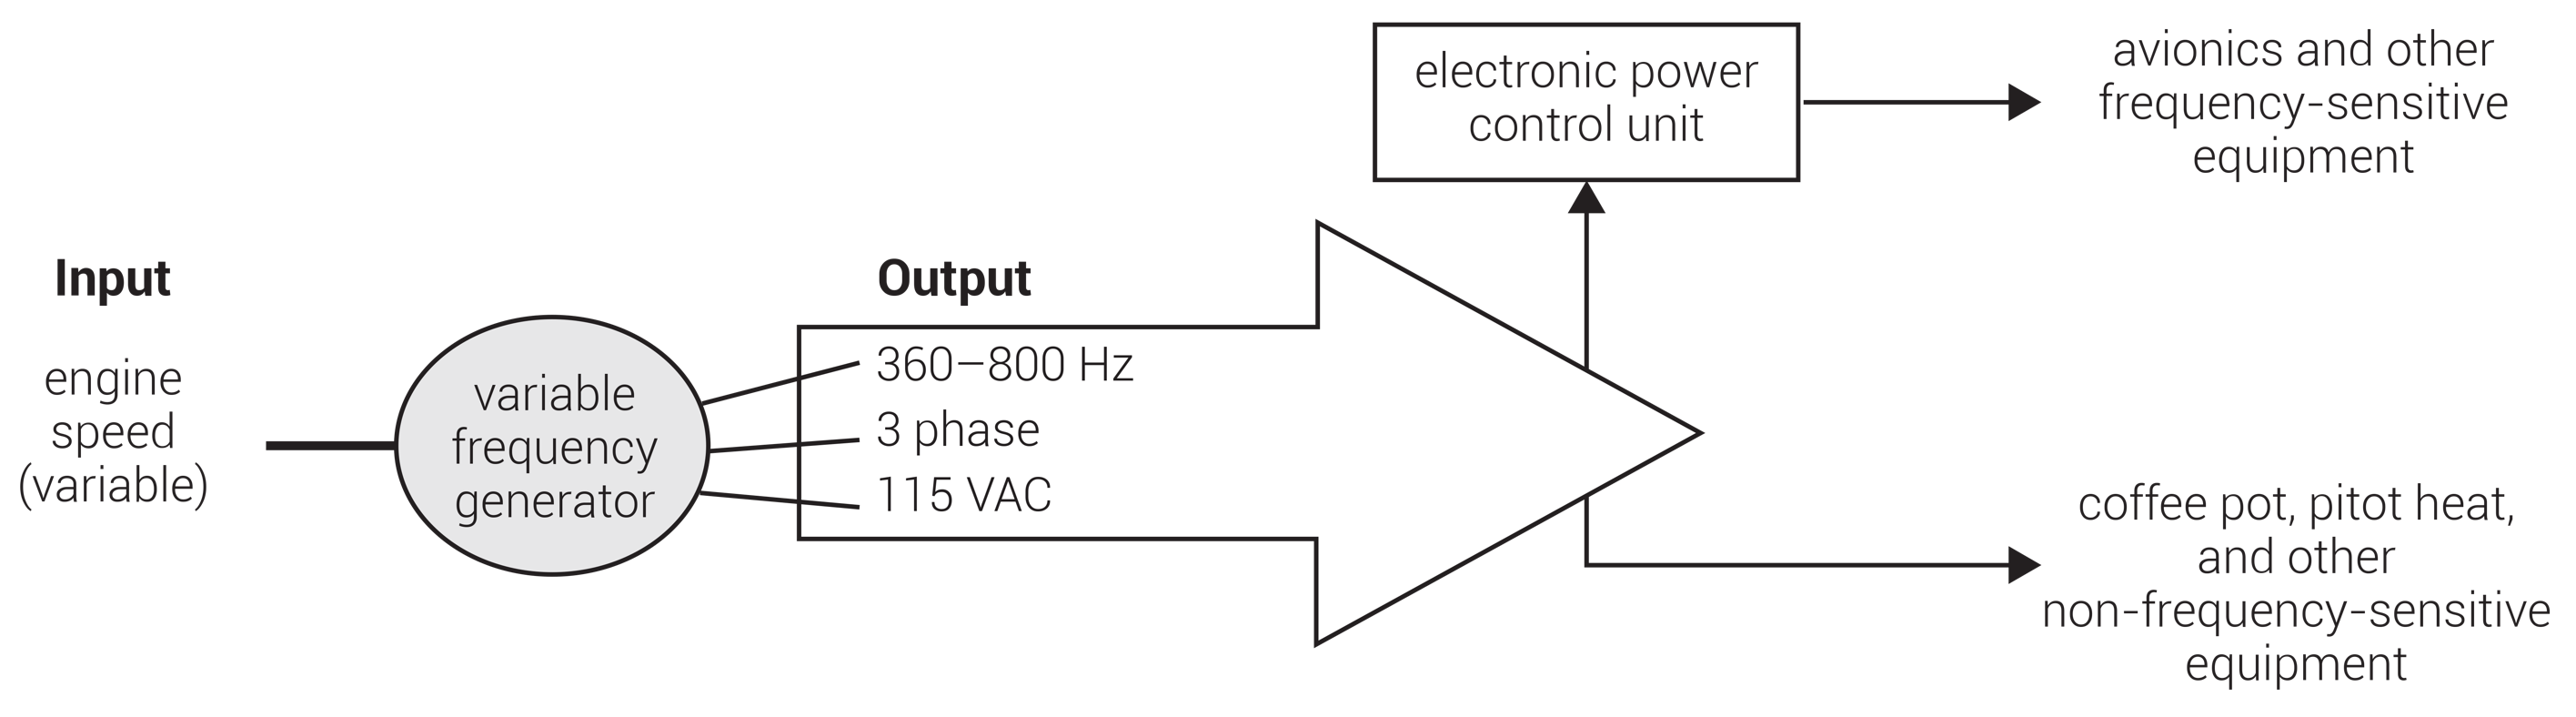 Input
engine
speed
(variable)
variable
frequency
generator
Output
360–800 Hz
3 phase
115 VAC
electronic power
control unit
avionics and other
frequency-sensitive
equipment
coffee pot, pitot heat,
and other
non-frequency-sensitive
equipment